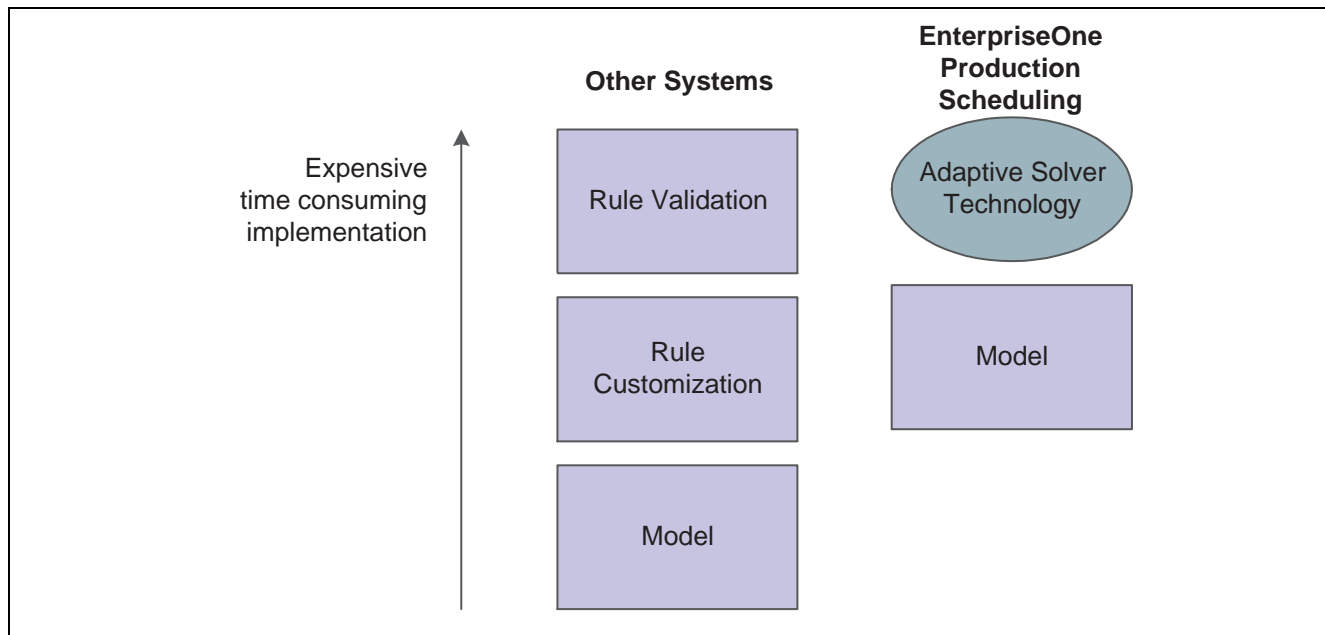 EnterpriseOne
Production
Scheduling
Other Systems
Expensive
time consuming
implementation
Rule Validation
Adaptive Solver
Technology
Rule
Customization
Model
Model